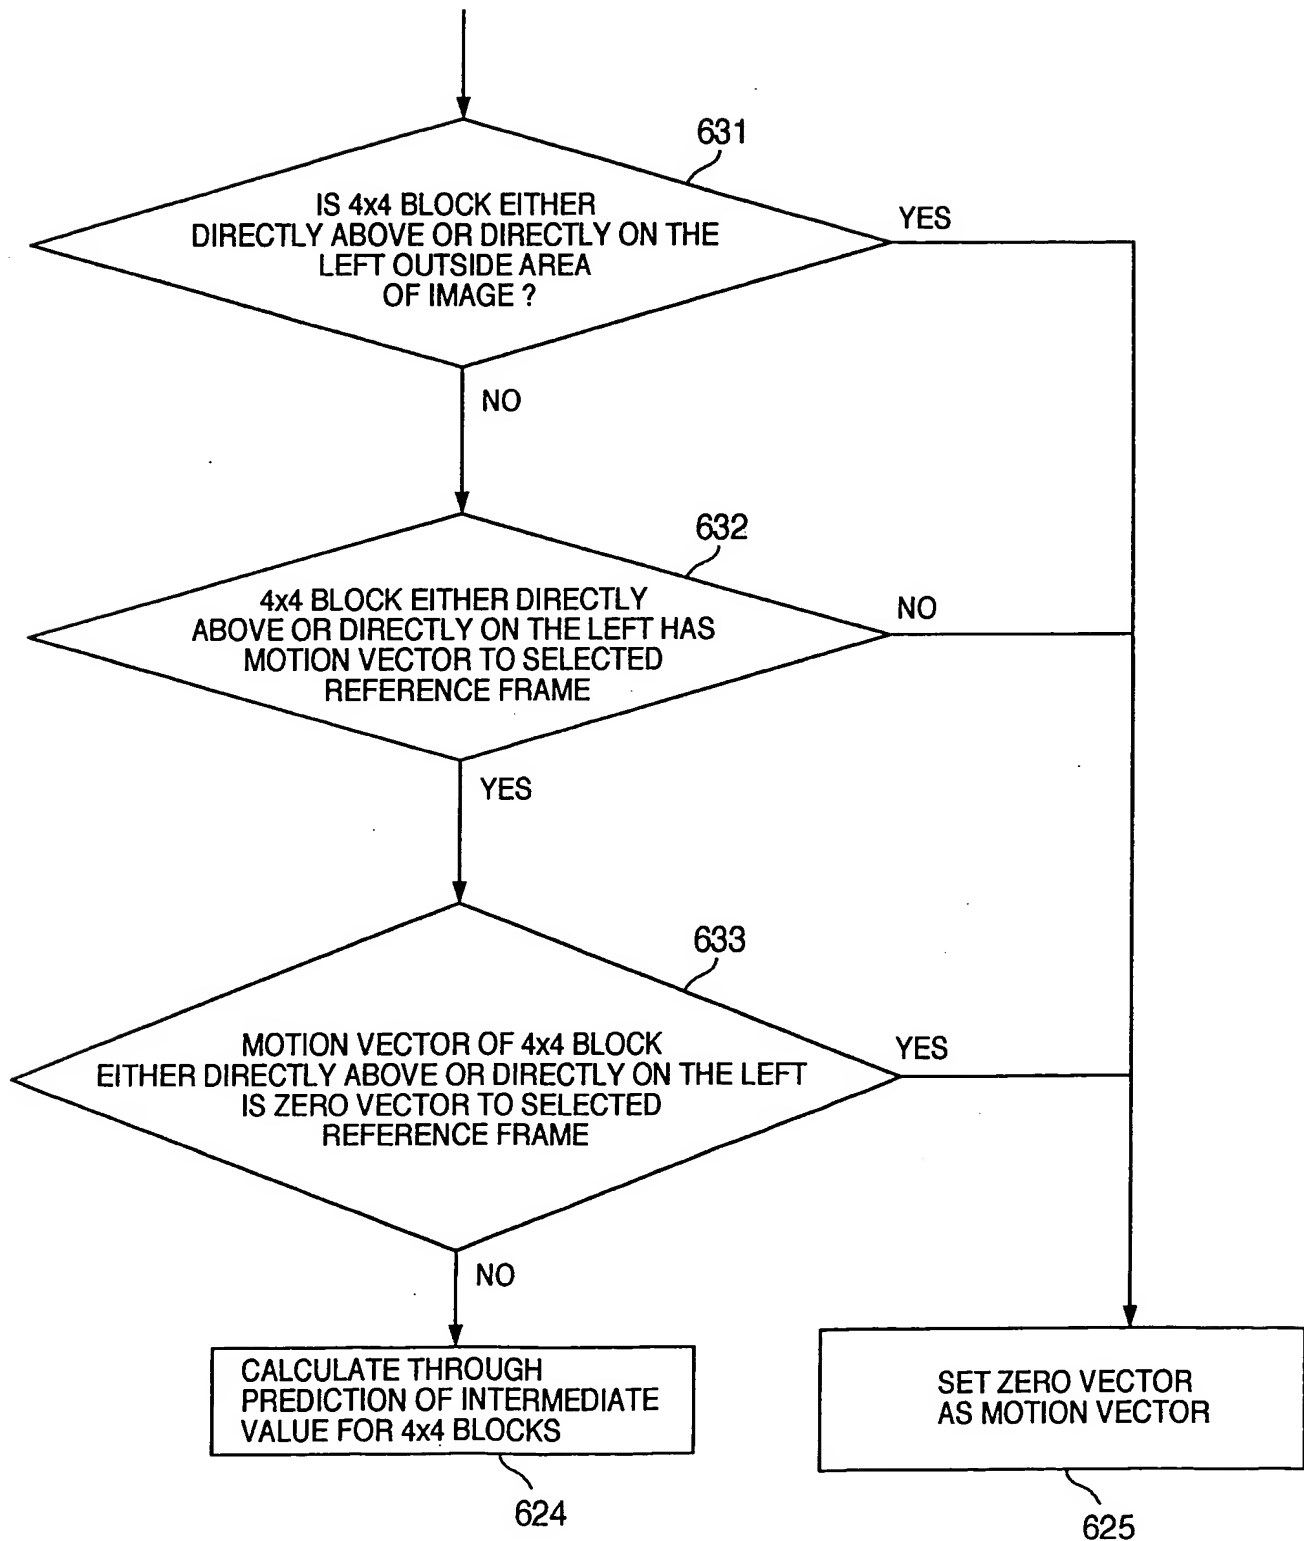 631
IS 4x4 BLOCK EITHER
DIRECTLY ABOVE OR DIRECTLY ON THE
LEFT OUTSIDE AREA
OF IMAGE ?
YES
NO
632
4x4 BLOCK EITHER DIRECTLY
ABOVE OR DIRECTLY ON THE LEFT HAS
MOTION VECTOR TO SELECTED
REFERENCE FRAME
NO
YES
633
MOTION VECTOR OF 4x4 BLOCK
EITHER DIRECTLY ABOVE OR DIRECTLY ON THE LEFT
IS ZERO VECTOR TO SELECTED
REFERENCE FRAME
YES
NO
CALCULATE THROUGH
PREDICTION OF INTERMEDIATE
VALUE FOR 4x4 BLOCKS
624
SET ZERO VECTOR
AS MOTION VECTOR
625